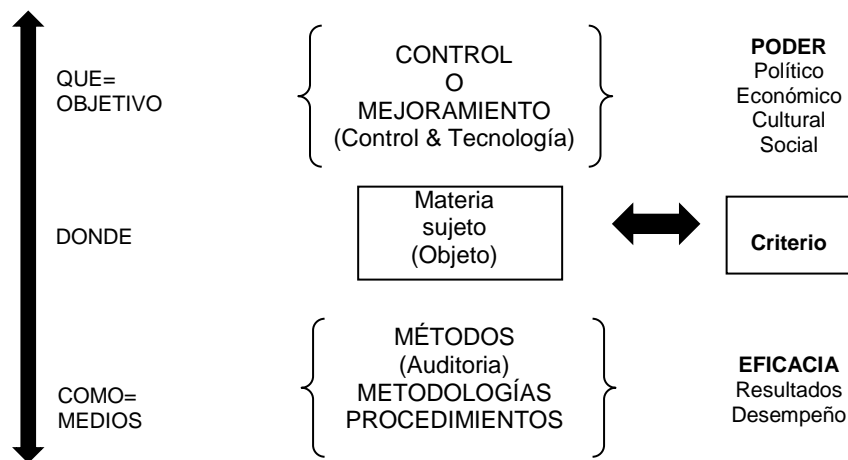 QUE=
OBJETIVO
CONTROL
O
MEJORAMIENTO
(Control & Tecnología)
PODER
Político
Económico
Cultural
Social
DONDE
Materia
sujeto
(Objeto)
Criterio
COMO=
MEDIOS
MÉTODOS
(Auditoria)
METODOLOGÍAS
PROCEDIMIENTOS
EFICACIA
Resultados
Desempeño